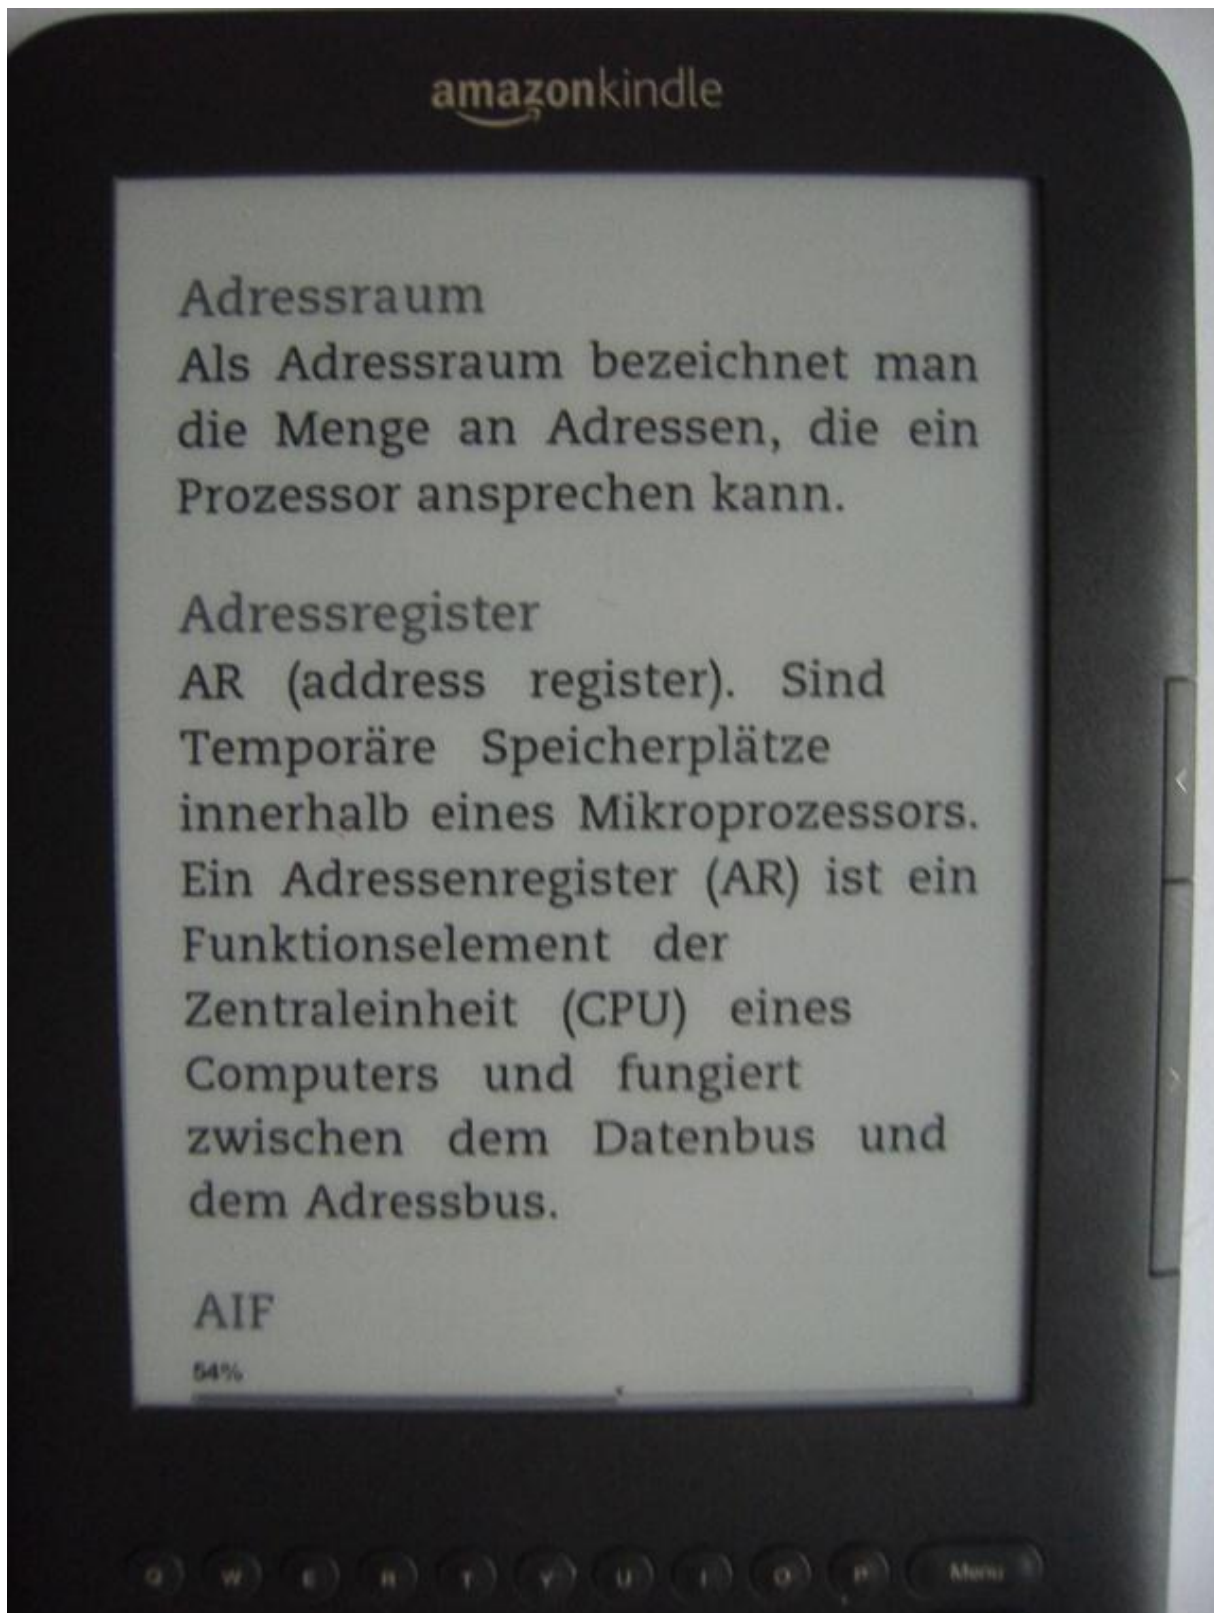 amazonkindle
Adressraum
Als Adressraum bezeichnet man
die Menge an Adressen, die ein
Prozessor ansprechen kann.
Adressregister
AR (address register). Sind
Temporäre Speicherplätze
innerhalb eines Mikroprozessors.
Ein Adressenregister (AR) ist ein
Funktionselement der
Zentraleinheit (CPU) eines
Computers und fungiert
zwischen dem Datenbus und
dem Adressbus.
AIF
54%
Q W E R T Y U I O P Menu